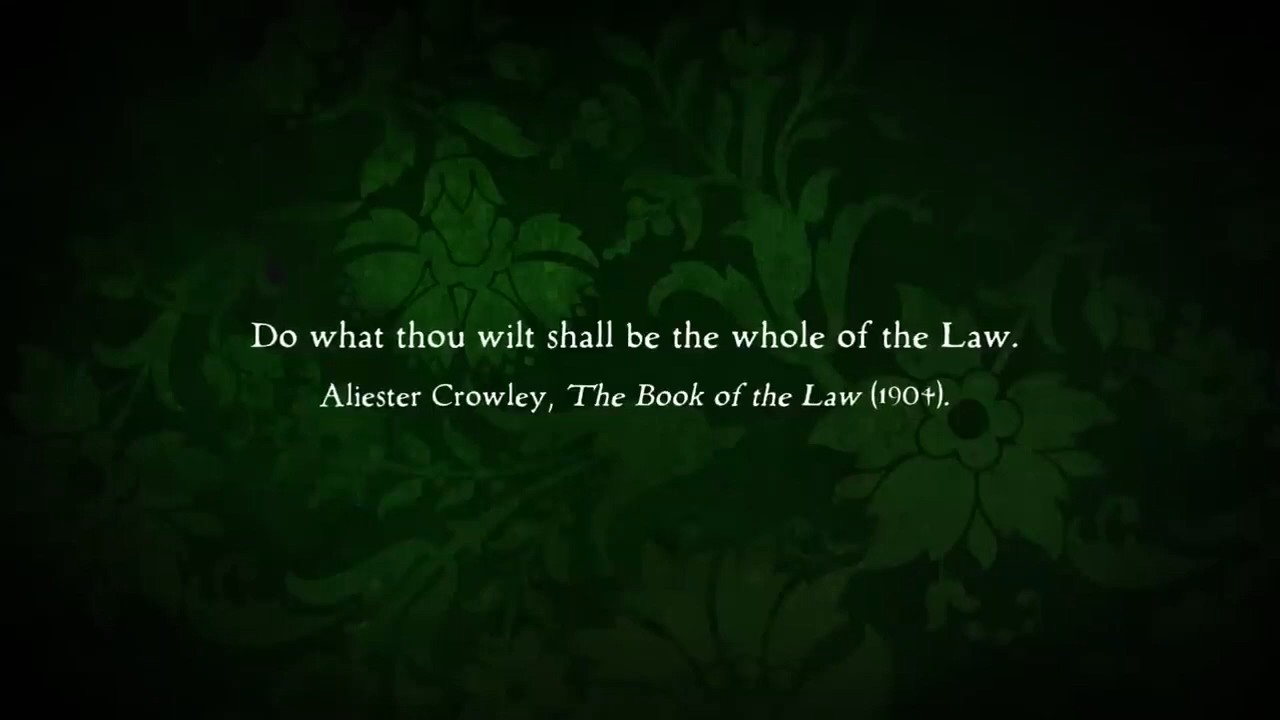 Do what thou wilt shall be the whole of the Law.
Aliester Crowley, The Book of the Law (1904).